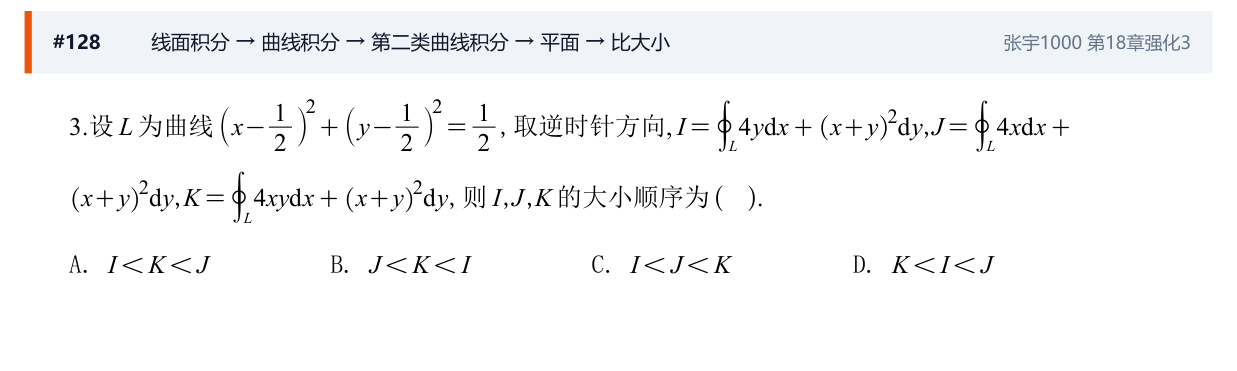 #128 线面积分 → 曲线积分 → 第二类曲线积分 → 平面 → 比大小 张宇1000 第18章强化3
3.设 L 为曲线 (x−1/2)²+(y−1/2)²=1/2, 取逆时针方向, I=∮_L 4ydx+(x+y)²dy, J=∮_L 4xdx+
(x+y)²dy, K=∮_L 4xydx+(x+y)²dy, 则 I,J,K 的大小顺序为( ).
A. I<K<J B. J<K<I C. I<J<K D. K<I<J